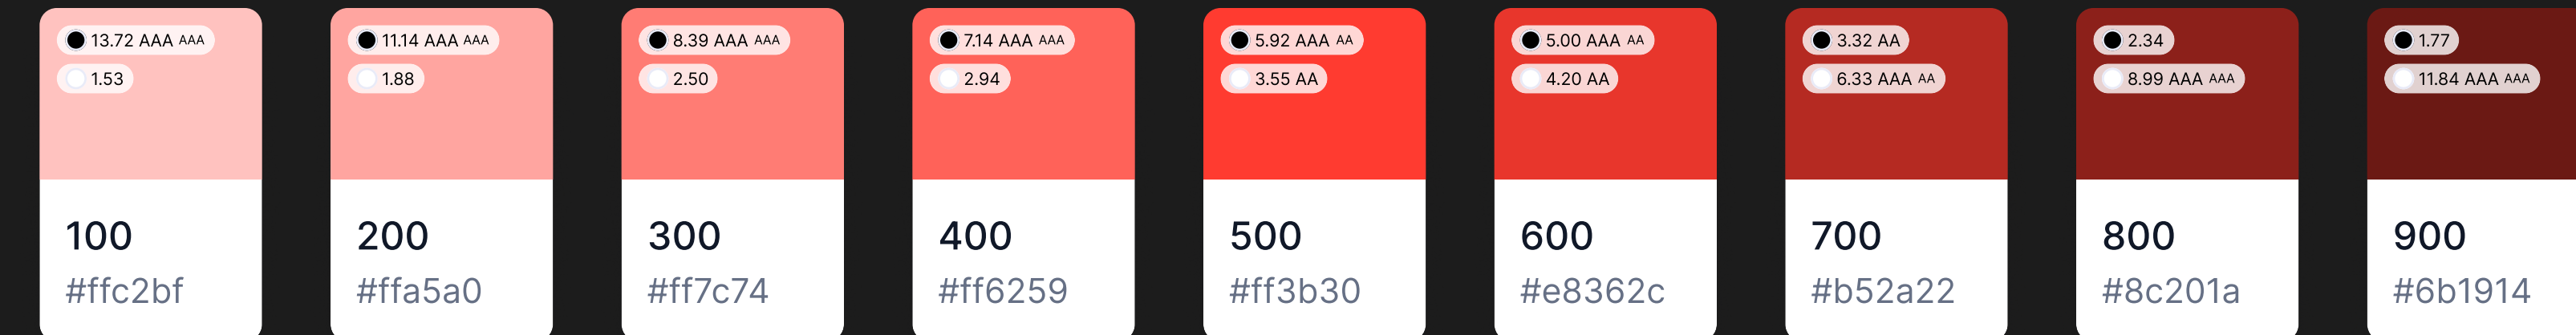 13.72 AAA AAA
1.53
100
#ffc2bf
11.14 AAA AAA
1.88
200
#ffa5a0
8.39 AAA AAA
2.50
300
#ff7c74
7.14 AAA AAA
2.94
400
#ff6259
5.92 AAA AA
3.55 AA
500
#ff3b30
5.00 AAA AA
4.20 AA
600
#e8362c
3.32 AA
6.33 AAA AA
700
#b52a22
2.34
8.99 AAA AAA
800
#8c201a
1.77
11.84 AAA AAA
900
#6b1914